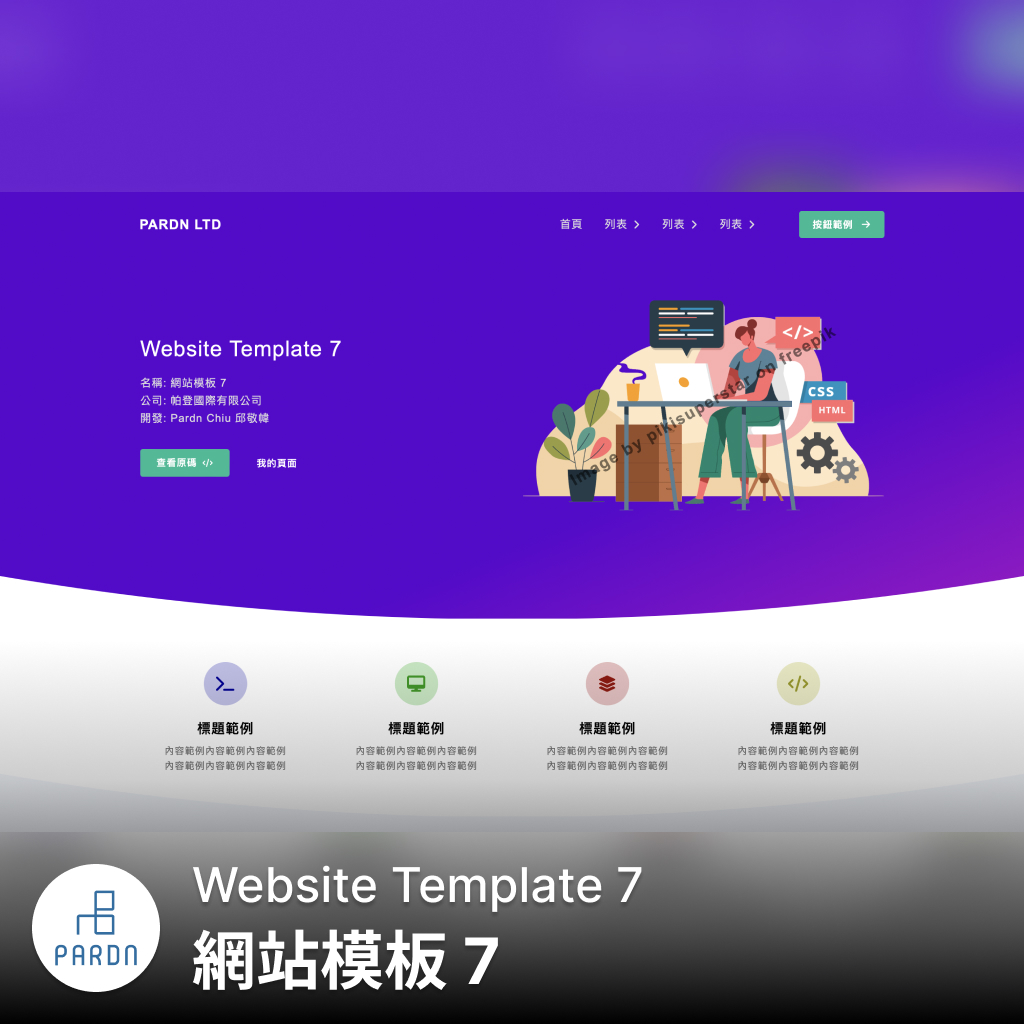 PARDN LTD
首頁 列表 列表 列表 按鈕範例
</>
CSS
HTML
Image by pikisuperstar on freepik
Website Template 7
名稱: 網站模板 7
公司: 帕登國際有限公司
開發: Pardn Chiu 邱敬幃
查看原碼 </> 我的頁面
標題範例 標題範例 標題範例 標題範例
內容範例內容範例內容範例 內容範例內容範例內容範例 內容範例內容範例內容範例 內容範例內容範例內容範例
內容範例內容範例內容範例 內容範例內容範例內容範例 內容範例內容範例內容範例 內容範例內容範例內容範例
PARDN
Website Template 7
網站模板 7